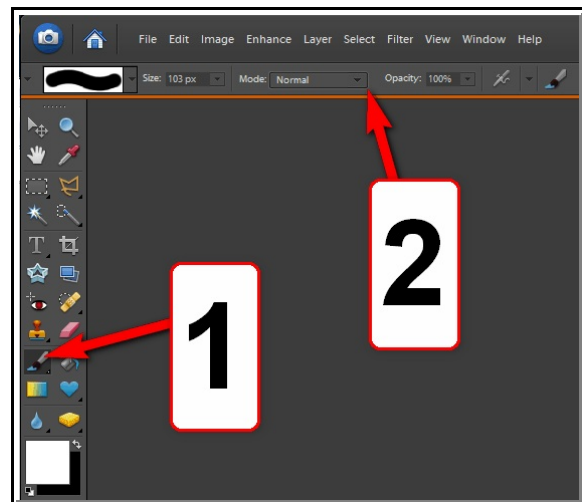 File Edit Image Enhance Layer Select Filter View Window Help
Size: 103 px Mode: Normal Opacity: 100%
T
2
1